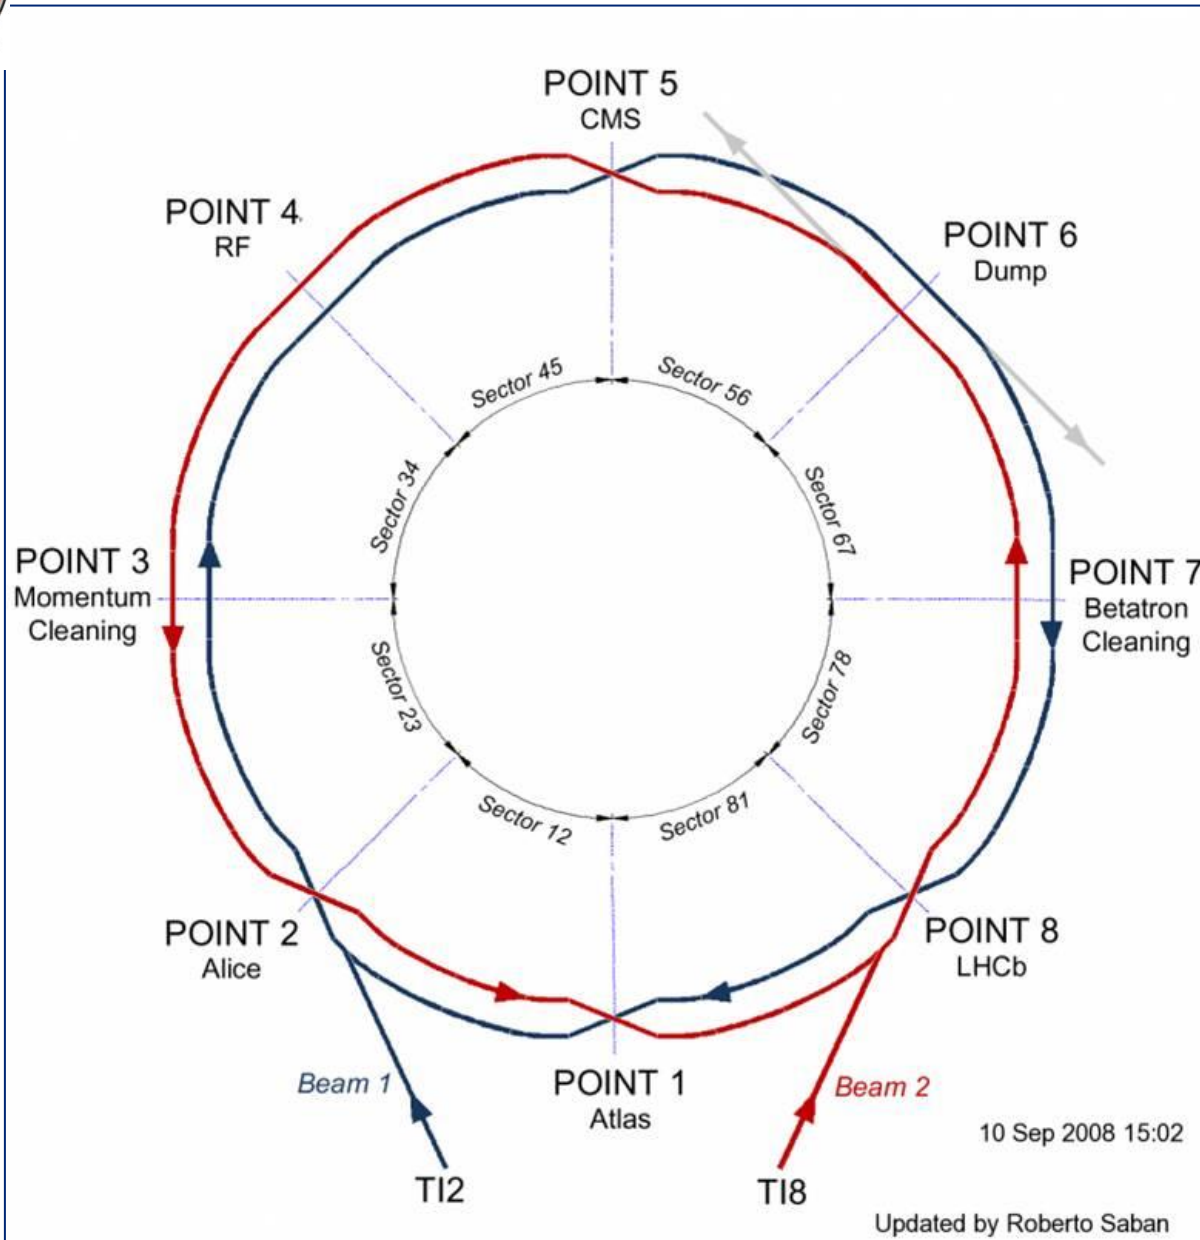 POINT 5
CMS
POINT 4
RF
POINT 6
Dump
Sector 45
Sector 56
Sector 34
Sector 67
POINT 3
Momentum
Cleaning
POINT 7
Betatron
Cleaning
Sector 23
Sector 78
Sector 12
Sector 81
POINT 2
Alice
POINT 8
LHCb
Beam 1
POINT 1
Atlas
Beam 2
10 Sep 2008 15:02
TI2
TI8
Updated by Roberto Saban